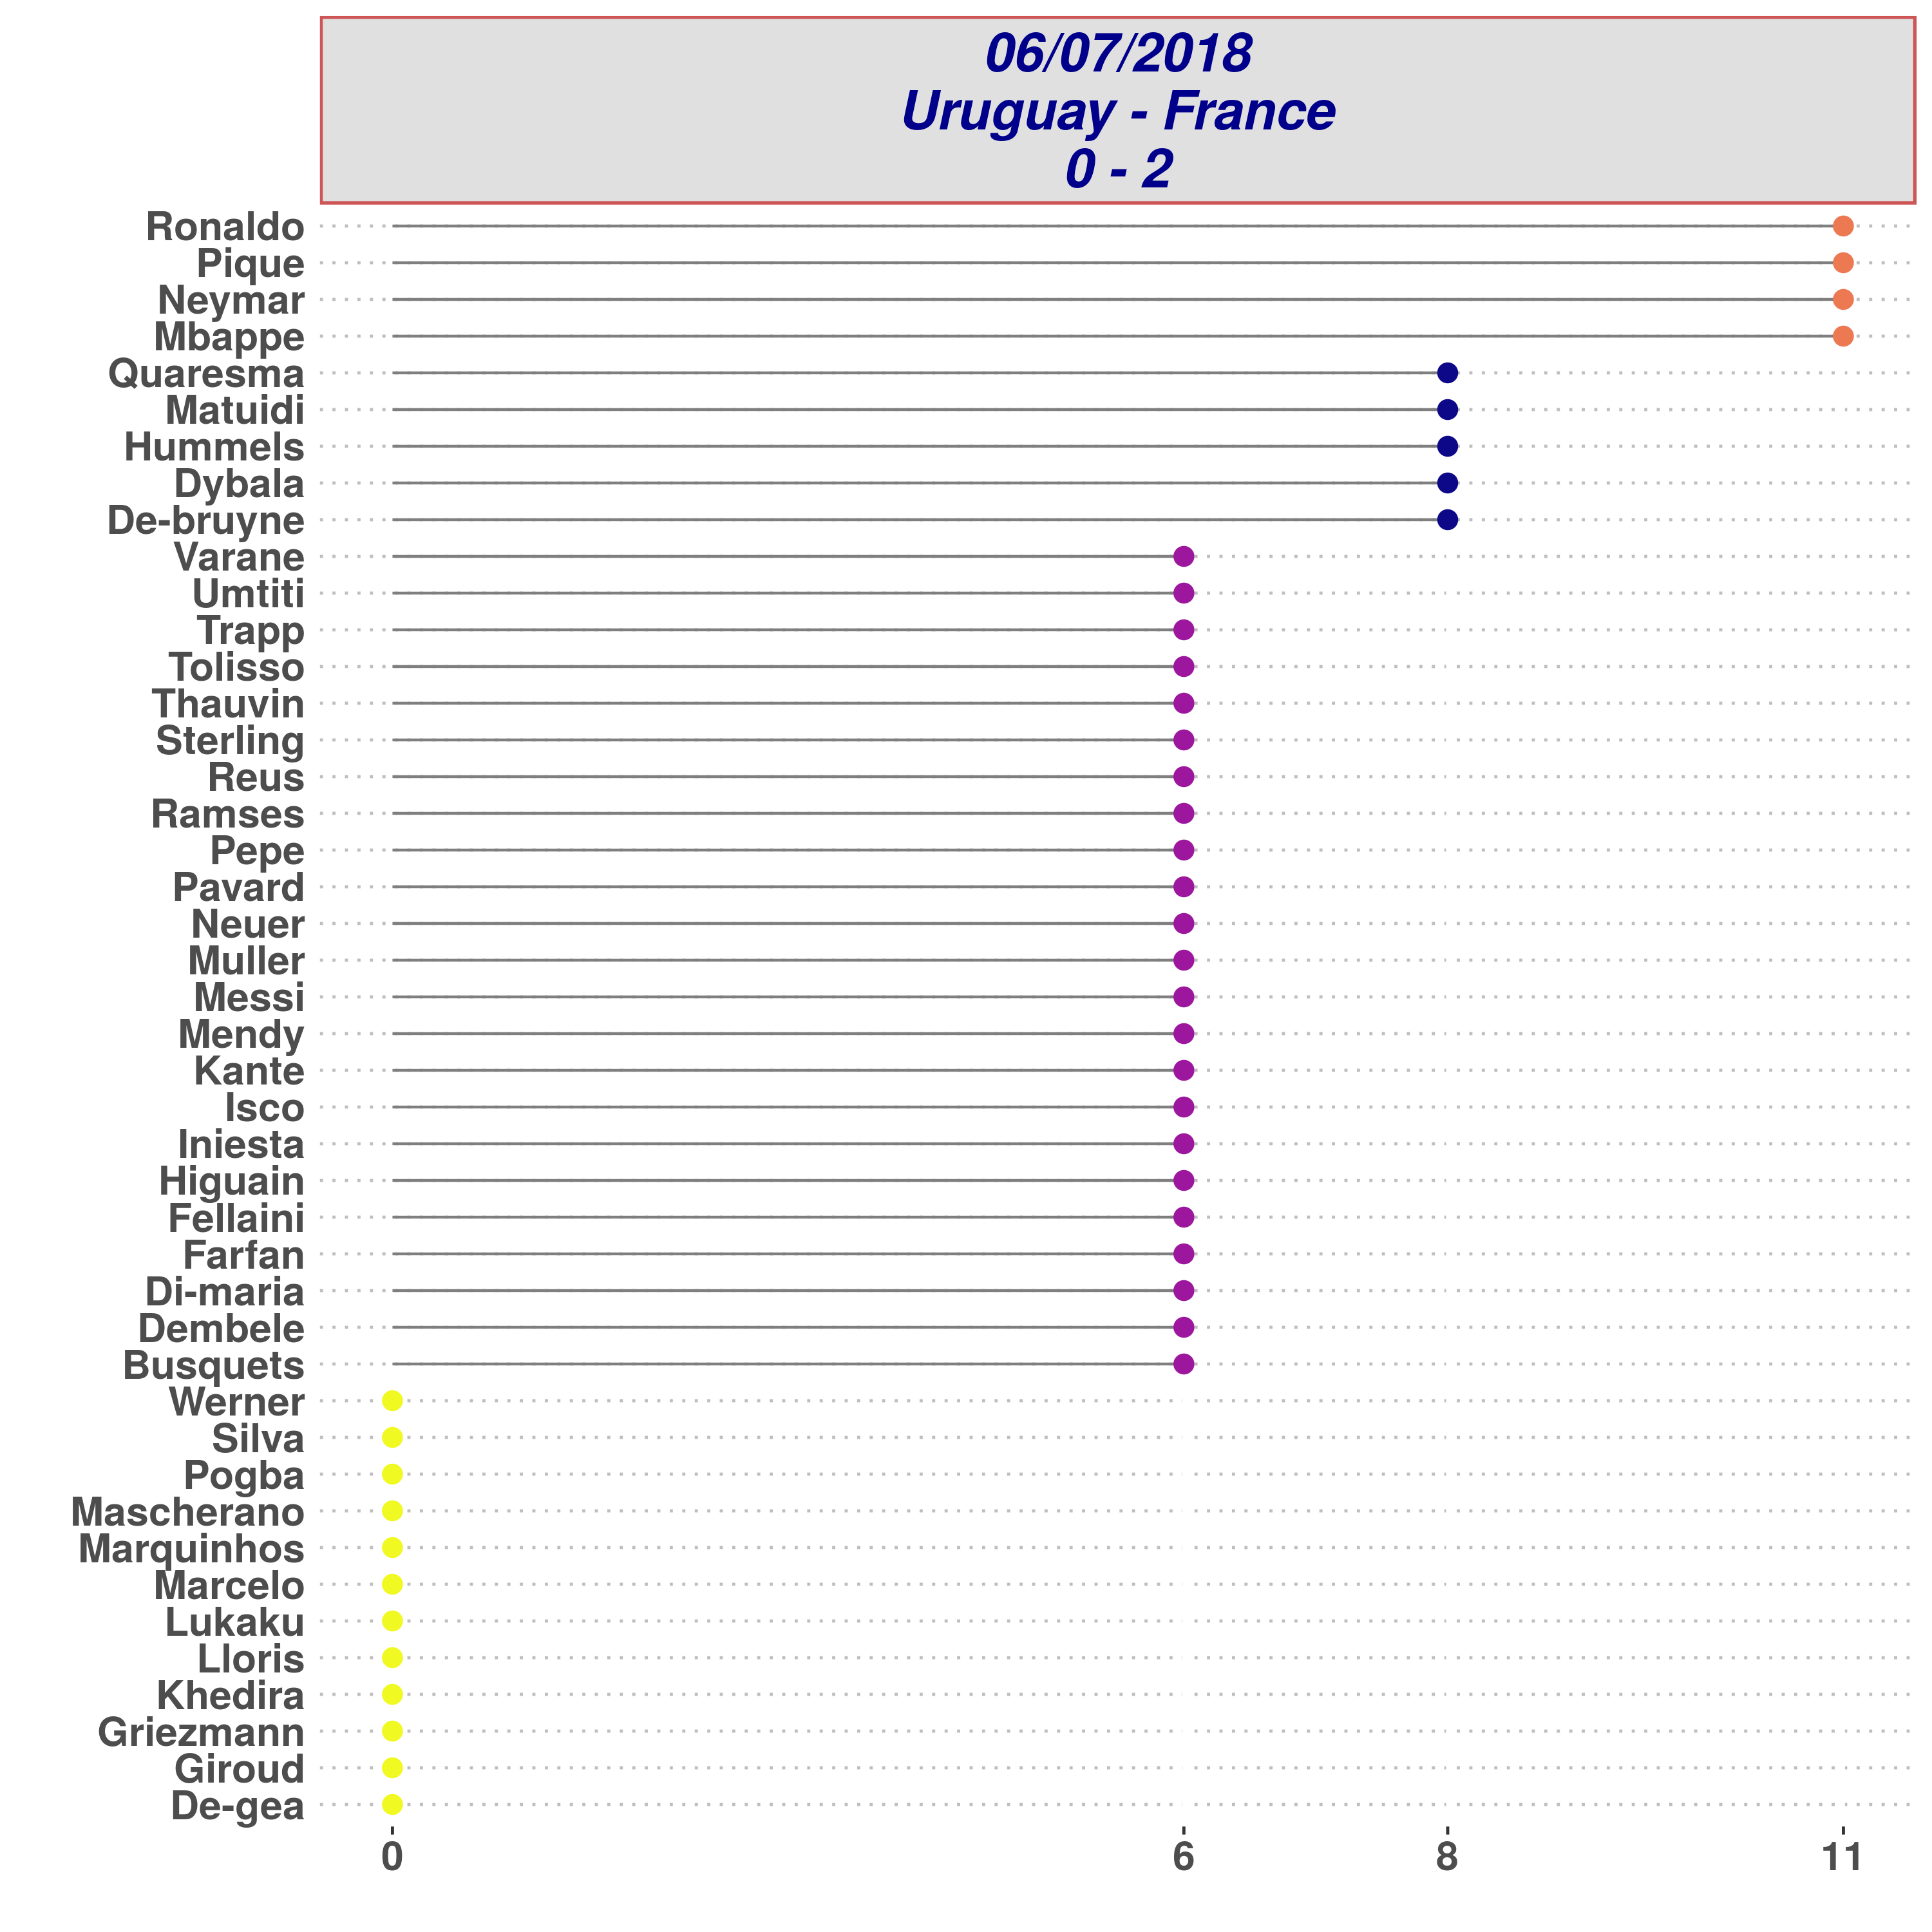 06/07/2018
Uruguay - France
0 - 2
Ronaldo
Pique
Neymar
Mbappe
Quaresma
Matuidi
Hummels
Dybala
De-bruyne
Varane
Umtiti
Trapp
Tolisso
Thauvin
Sterling
Reus
Ramses
Pepe
Pavard
Neuer
Muller
Messi
Mendy
Kante
Isco
Iniesta
Higuain
Fellaini
Farfan
Di-maria
Dembele
Busquets
Werner
Silva
Pogba
Mascherano
Marquinhos
Marcelo
Lukaku
Lloris
Khedira
Griezmann
Giroud
De-gea
0 6 8 11